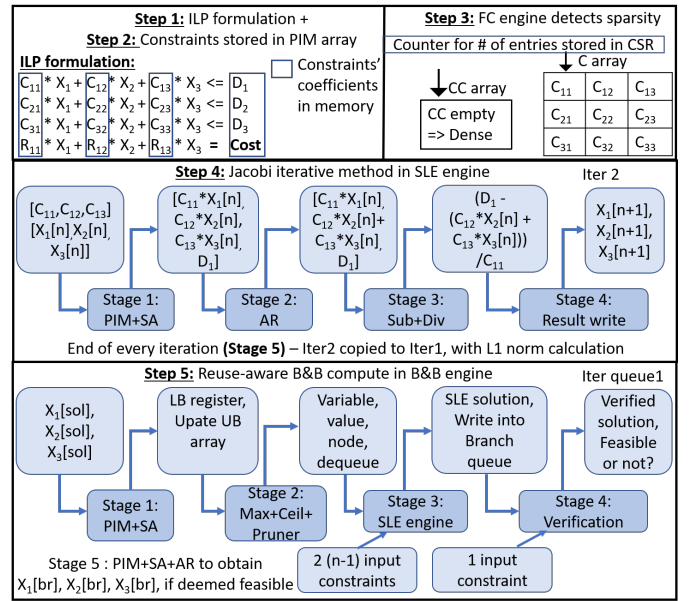 Step 1: ILP formulation +
Step 2: Constraints stored in PIM array
ILP formulation:
C11 * X1 + C12 * X2 + C13 * X3 <= D1
C21 * X1 + C22 * X2 + C23 * X3 <= D2
C31 * X1 + C32 * X2 + C33 * X3 <= D3
R11 * X1 + R12 * X2 + R13 * X3 = Cost
Constraints'
coefficients
in memory
Step 3: FC engine detects sparsity
Counter for # of entries stored in CSR
CC array
CC empty
=> Dense
C array
C11 C12 C13
C21 C22 C23
C31 C32 C33
Step 4: Jacobi iterative method in SLE engine
Iter 2
[C11,C12,C13]
[X1[n],X2[n],
X3[n]]
Stage 1:
PIM+SA
[C11*X1[n],
C12*X2[n],
C13*X3[n],
D1]
Stage 2:
AR
[C11*X1[n],
C12*X2[n]+
C13*X3[n],
D1]
Stage 3:
Sub+Div
(D1 -
(C12*X2[n] +
C13*X3[n]))
/C11
Stage 4:
Result write
X1[n+1],
X2[n+1],
X3[n+1]
End of every iteration (Stage 5) – Iter2 copied to Iter1, with L1 norm calculation
Step 5: Reuse-aware B&B compute in B&B engine
Iter queue1
X1[sol],
X2[sol],
X3[sol]
Stage 1:
PIM+SA
LB register,
Upate UB
array
Stage 2:
Max+Ceil+
Pruner
Variable,
value,
node,
dequeue
Stage 3:
SLE engine
SLE solution,
Write into
Branch
queue
Stage 4:
Verification
Verified
solution,
Feasible
or not?
Stage 5 : PIM+SA+AR to obtain
X1[br], X2[br], X3[br], if deemed feasible
2 (n-1) input
constraints
1 input
constraint